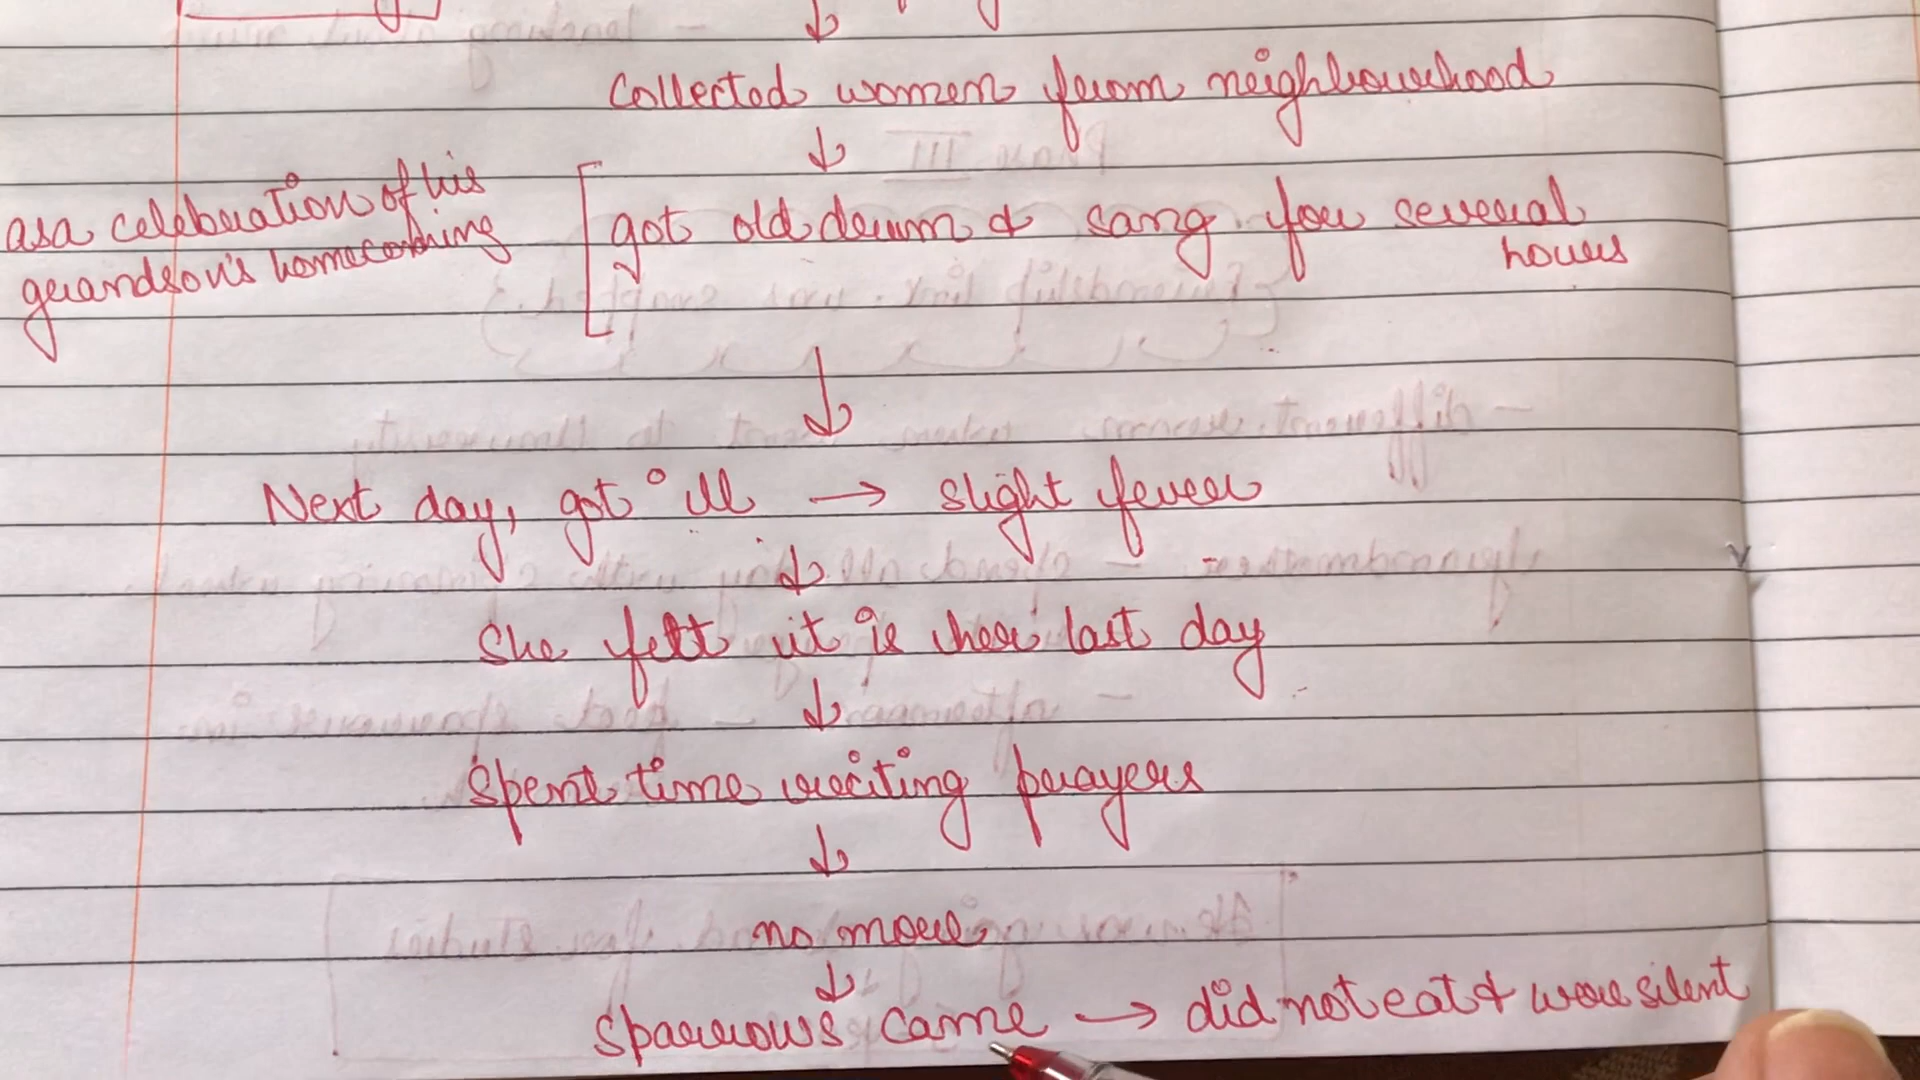 ↓
Collected women from neighbourhood
↓
as a celebration of his
grandson's homecoming
[ got old drum & sang for several
hours
↓
Next day, got ill → slight fever
↓
She felt it is her last day
↓
Spent time reciting prayers
↓
no more
↓
Sparrows came → did not eat & were silent